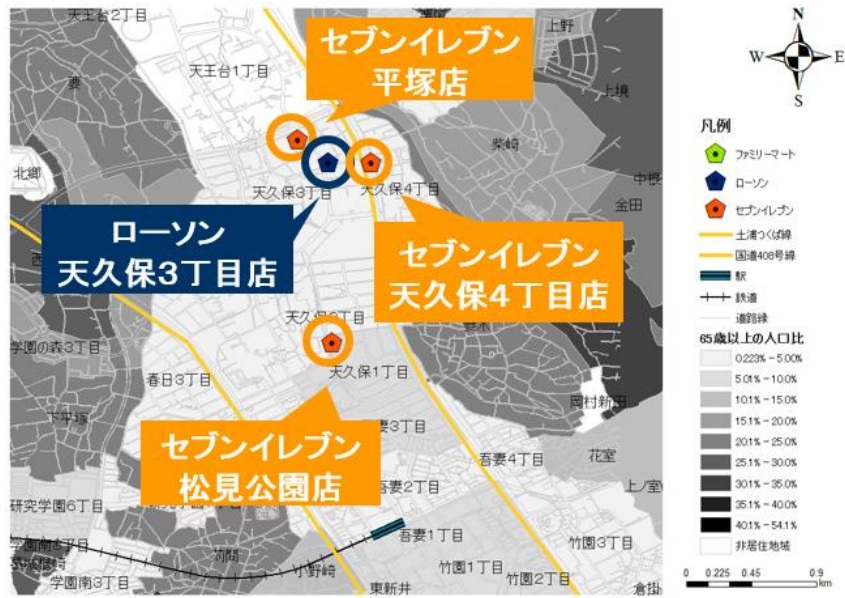 天王台2丁目
天王台1丁目
上野
要
セブンイレブン
平塚店
上境
柴崎
中根
北郷
天久保3丁目
天久保4丁目
金田
ローソン
天久保3丁目店
セブンイレブン
天久保4丁目店
学園の森3丁目
春日3丁目
天久保1丁目
下平塚
岡村新田
セブンイレブン
松見公園店
吾妻4丁目
花室
上ノ室
研究学園6丁目
吾妻2丁目
吾妻1丁目
竹園3丁目
苅間
小野崎
学園南3丁目
東新井
竹園1丁目
竹園2丁目
倉掛
N
W
E
S
凡例
ファミリーマート
ローソン
セブンイレブン
土浦つくば線
国道408号線
駅
鉄道
道路縁
65歳以上の人口比
0.223% - 5.00%
5.01% - 10.0%
10.1% - 15.0%
15.1% - 20.0%
20.1% - 25.0%
25.1% - 30.0%
30.1% - 35.0%
35.1% - 40.0%
40.1% - 54.1%
非居住地域
0 0.225 0.45 0.9
km